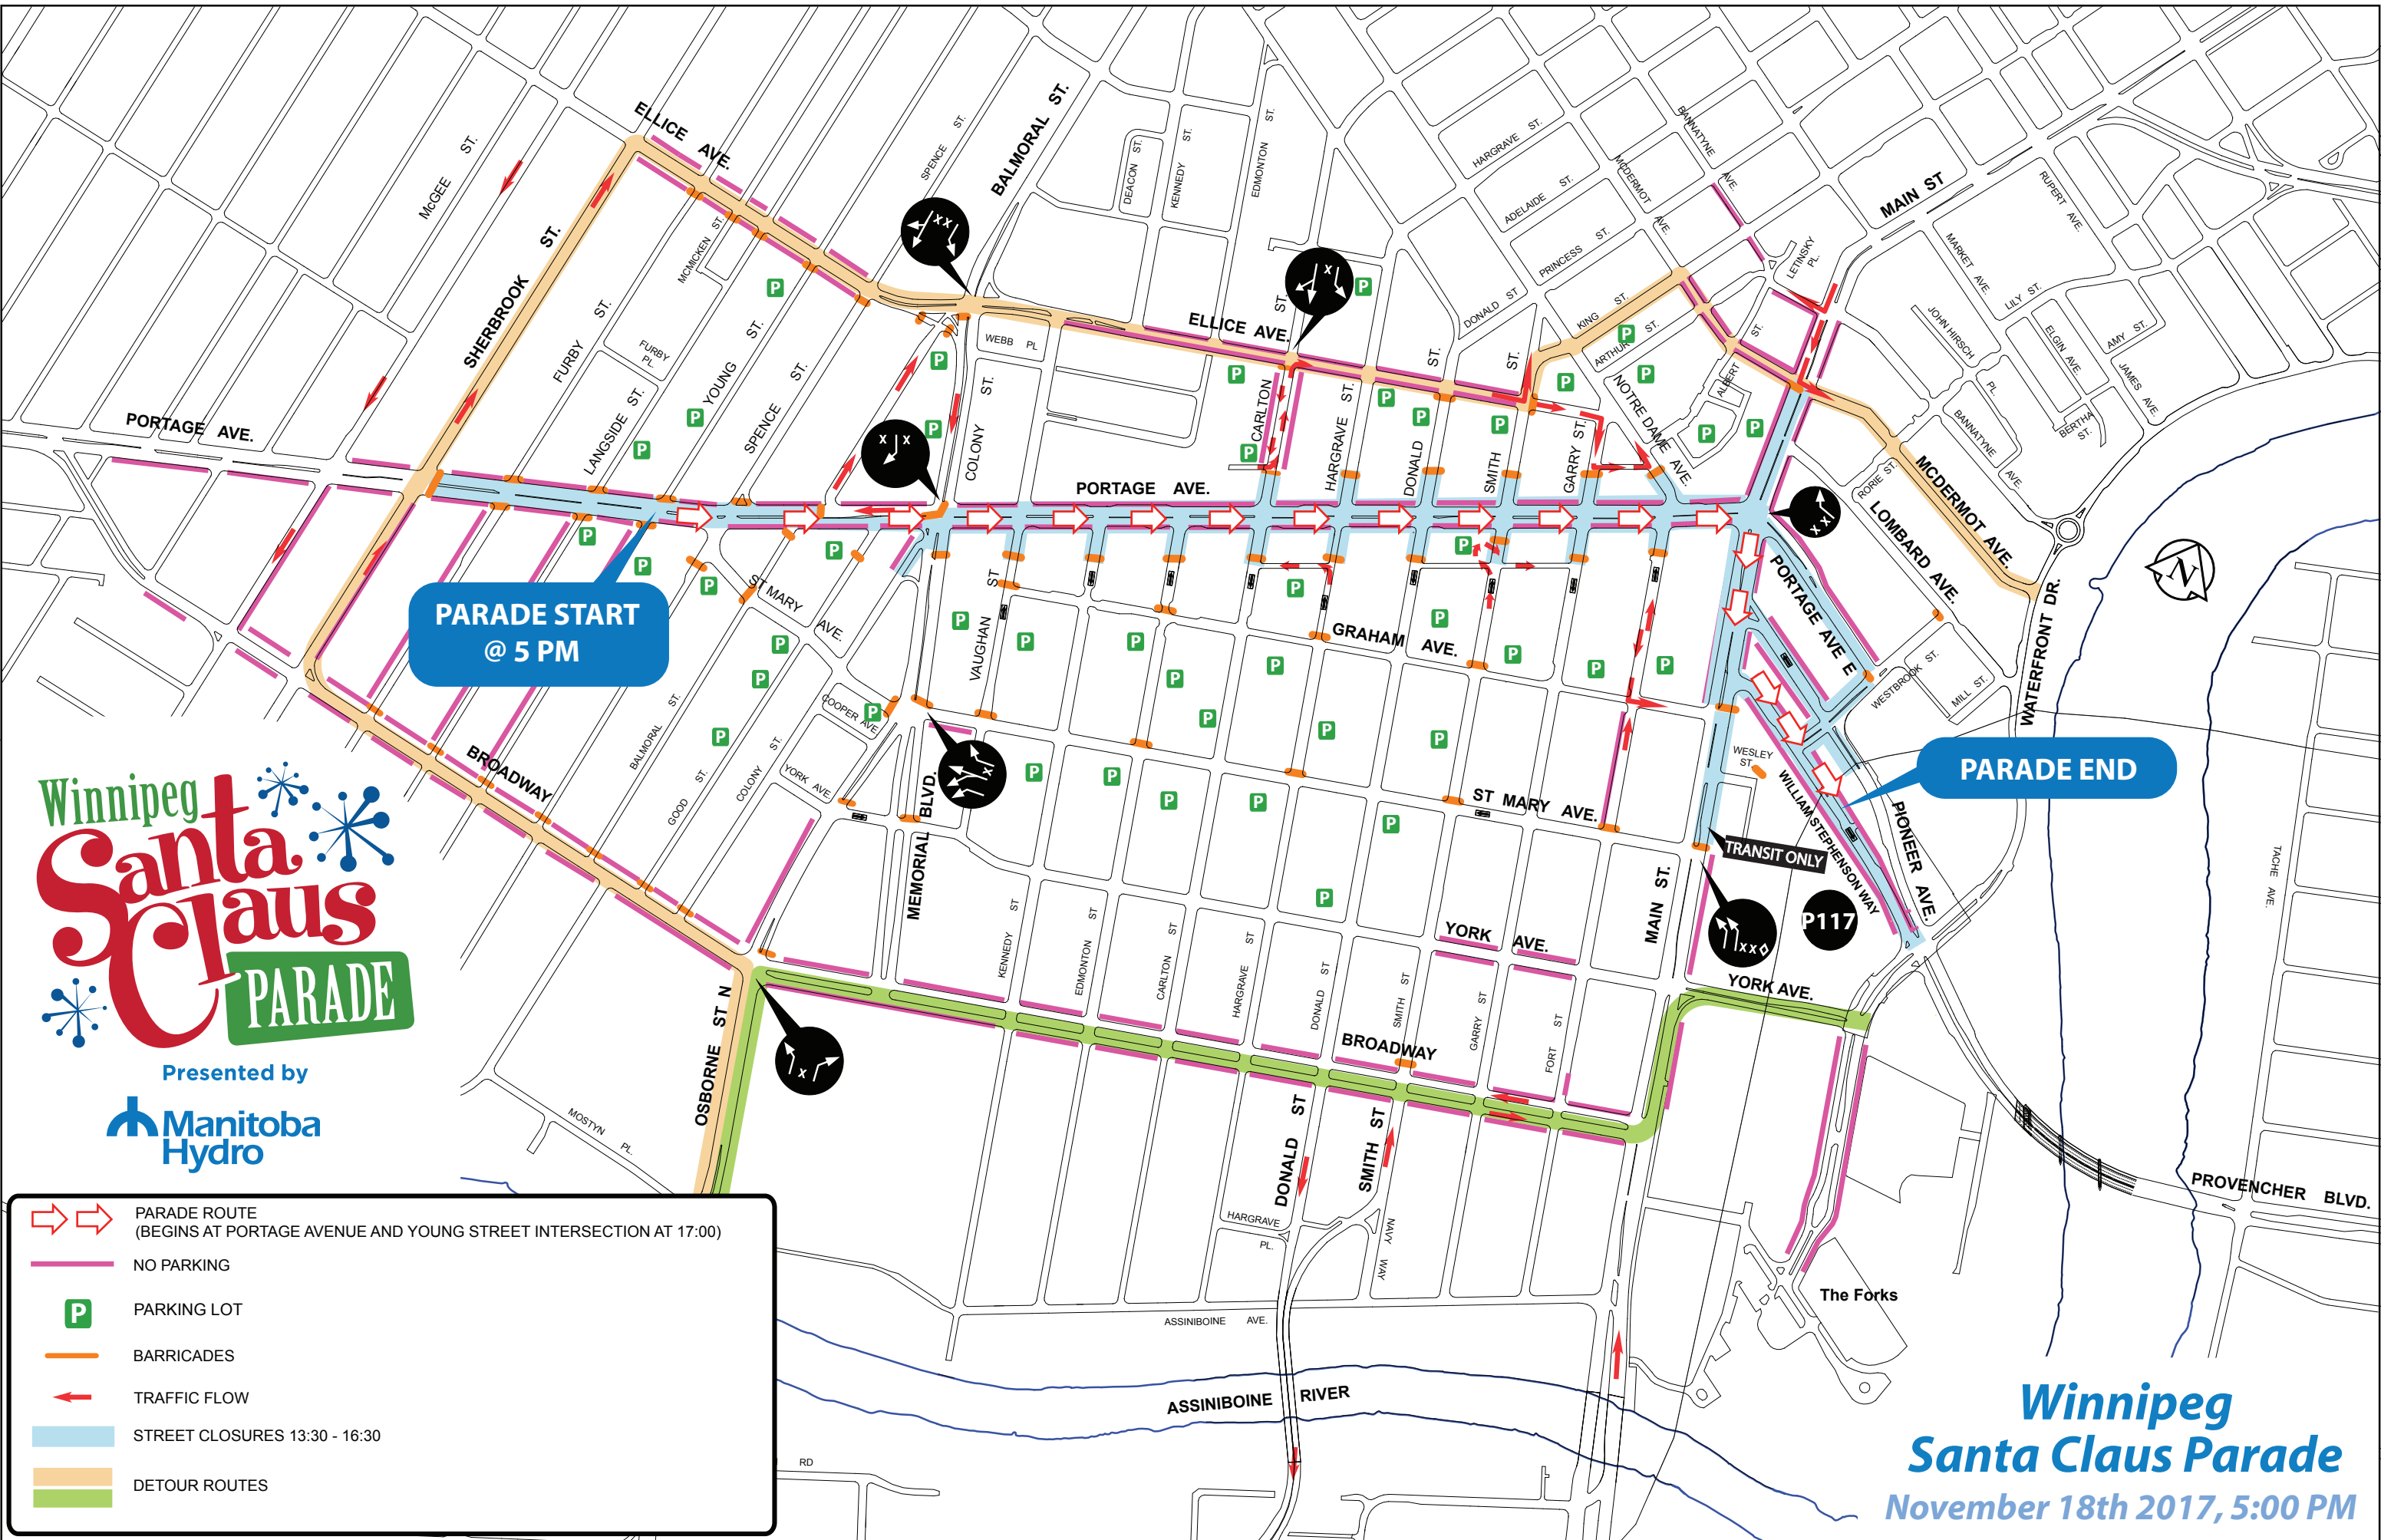 ELLICE AVE.
SPENCE ST.
BALMORAL ST.
DEACON ST.
KENNEDY ST.
EDMONTON ST.
HARGRAVE ST.
ADELAIDE ST.
PRINCESS ST.
MCDERMOT AVE.
BANNATYNE AVE.
LETINSKY PL.
MAIN ST
RUPERT AVE.
MARKET AVE.
LILY ST.
JOHN HIRSCH PL.
ELGIN AVE.
AMY ST.
JAMES AVE.
BERTHA ST.
BANNATYNE AVE.
McGEE ST.
SHERBROOK ST.
FURBY ST.
FURBY PL.
MCMICKEN ST.
LANGSIDE ST.
YOUNG ST.
SPENCE ST.
WEBB PL
COLONY ST.
ELLICE AVE.
CARLTON ST.
HARGRAVE ST.
DONALD ST.
SMITH ST.
GARRY ST.
NOTRE DAME AVE.
DONALD ST
KING ST.
ARTHUR ST.
ALBERT ST.
RORIE ST.
LOMBARD AVE.
MCDERMOT AVE.
WATERFRONT DR.
N
PORTAGE AVE.
PORTAGE AVE.
PARADE START
@ 5 PM
ST MARY AVE.
VAUGHAN ST
GRAHAM AVE.
PORTAGE AVE E
WESTBROOK ST.
MILL ST.
COOPER AVE
YORK AVE
BALMORAL ST.
GOOD ST.
COLONY ST.
MEMORIAL BLVD.
BROADWAY
WESLEY ST
PARADE END
WILLIAM STEPHENSON WAY
PIONEER AVE.
ST MARY AVE.
TRANSIT ONLY
P117
MAIN ST.
TACHE AVE.
YORK AVE.
YORK AVE.
KENNEDY ST
EDMONTON ST
CARLTON ST
HARGRAVE ST
DONALD ST
SMITH ST
GARRY ST
FORT ST
BROADWAY
OSBORNE ST N
MOSTYN PL.
DONALD ST
SMITH ST
HARGRAVE PL.
NAVY WAY
ASSINIBOINE AVE.
ASSINIBOINE RIVER
RD
The Forks
PROVENCHER BLVD.
Winnipeg
Santa
Claus
PARADE
Presented by
Manitoba
Hydro
PARADE ROUTE
(BEGINS AT PORTAGE AVENUE AND YOUNG STREET INTERSECTION AT 17:00)
NO PARKING
P PARKING LOT
BARRICADES
TRAFFIC FLOW
STREET CLOSURES 13:30 - 16:30
DETOUR ROUTES
Winnipeg
Santa Claus Parade
November 18th 2017, 5:00 PM